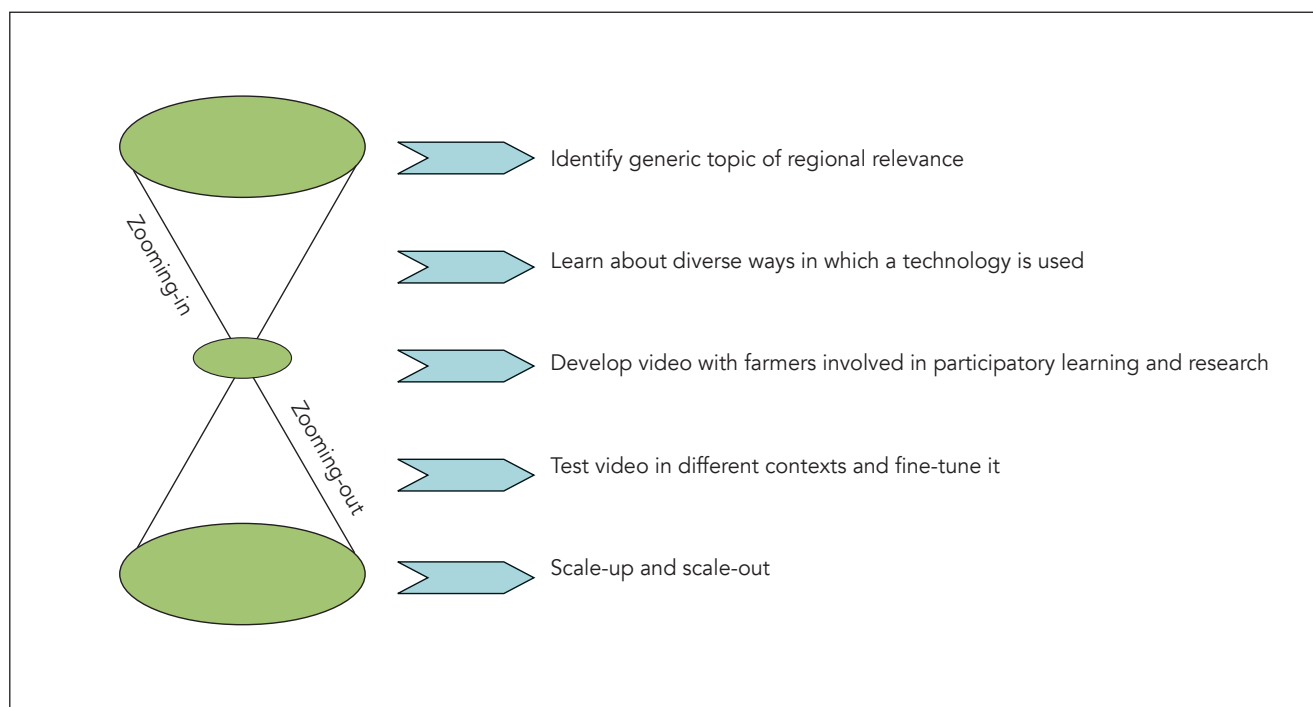 Identify generic topic of regional relevance
Zooming-in
Learn about diverse ways in which a technology is used
Develop video with farmers involved in participatory learning and research
Zooming-out
Test video in different contexts and fine-tune it
Scale-up and scale-out